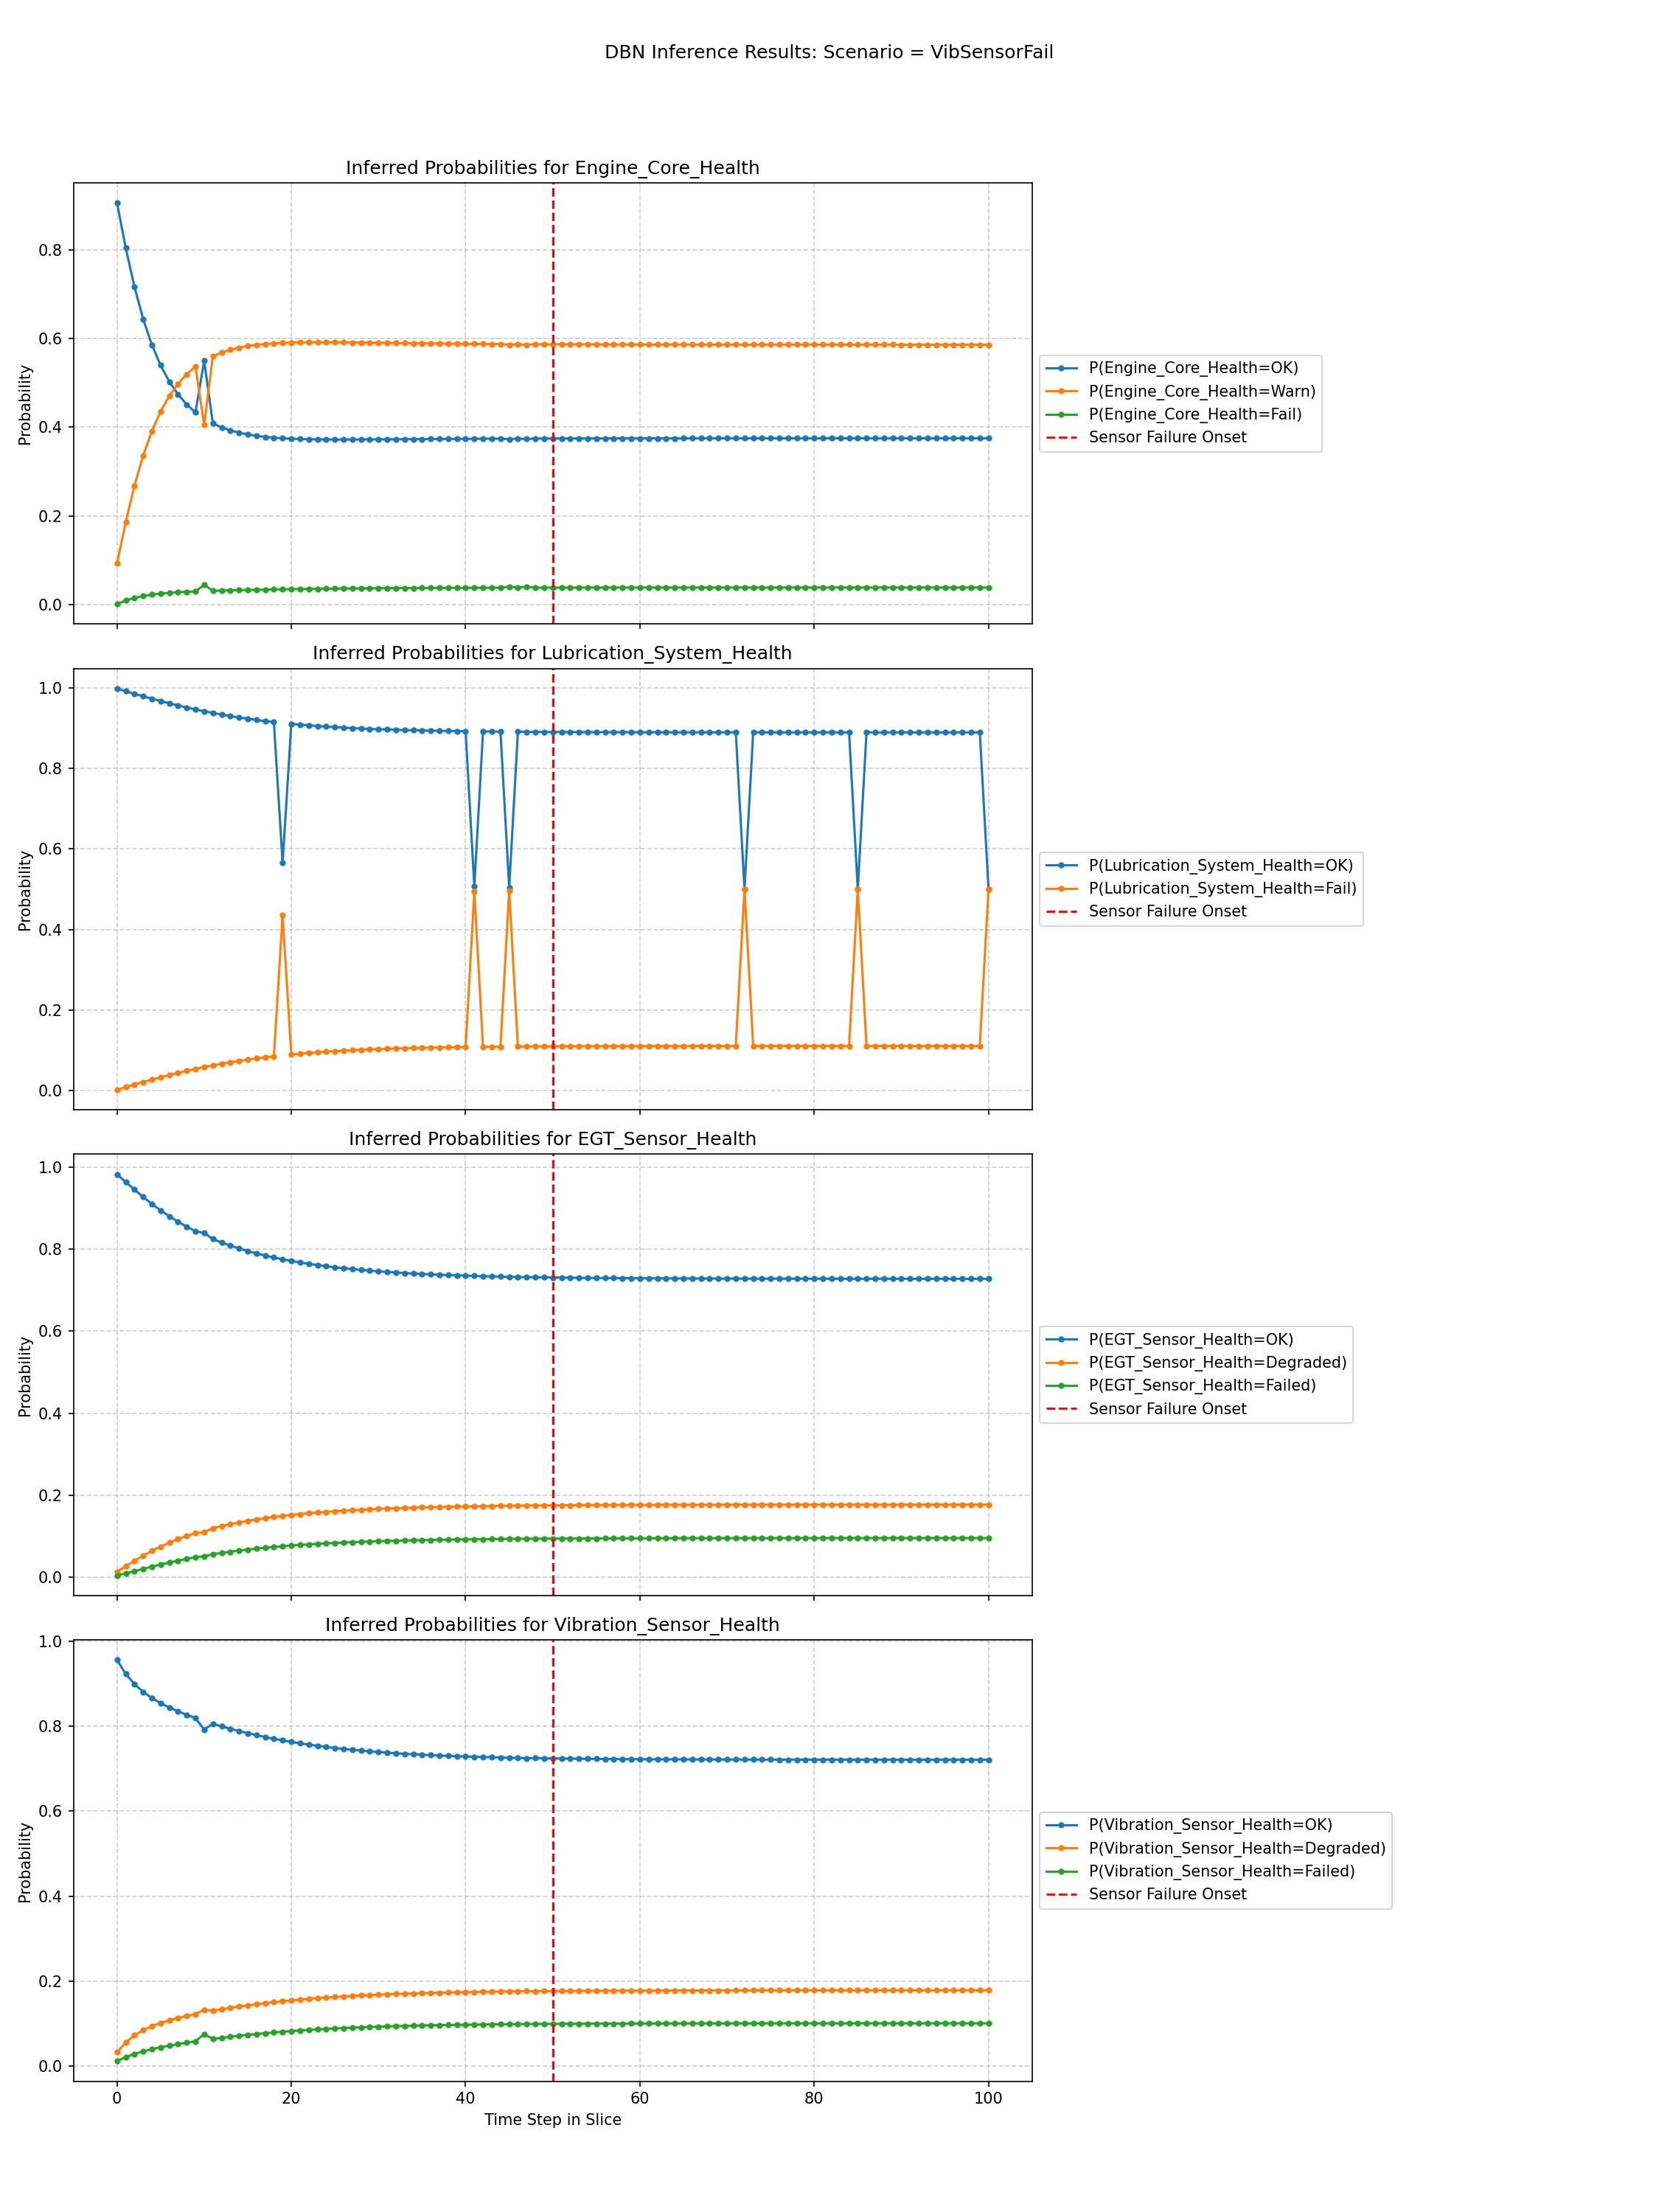 DBN Inference Results: Scenario = VibSensorFail
Inferred Probabilities for Engine_Core_Health
Probability
0.8
0.6
0.4
0.2
0.0
P(Engine_Core_Health=OK)
P(Engine_Core_Health=Warn)
P(Engine_Core_Health=Fail)
Sensor Failure Onset
Inferred Probabilities for Lubrication_System_Health
Probability
1.0
0.8
0.6
0.4
0.2
0.0
P(Lubrication_System_Health=OK)
P(Lubrication_System_Health=Fail)
Sensor Failure Onset
Inferred Probabilities for EGT_Sensor_Health
Probability
1.0
0.8
0.6
0.4
0.2
0.0
P(EGT_Sensor_Health=OK)
P(EGT_Sensor_Health=Degraded)
P(EGT_Sensor_Health=Failed)
Sensor Failure Onset
Inferred Probabilities for Vibration_Sensor_Health
Probability
1.0
0.8
0.6
0.4
0.2
0.0
P(Vibration_Sensor_Health=OK)
P(Vibration_Sensor_Health=Degraded)
P(Vibration_Sensor_Health=Failed)
Sensor Failure Onset
0 20 40 60 80 100
Time Step in Slice